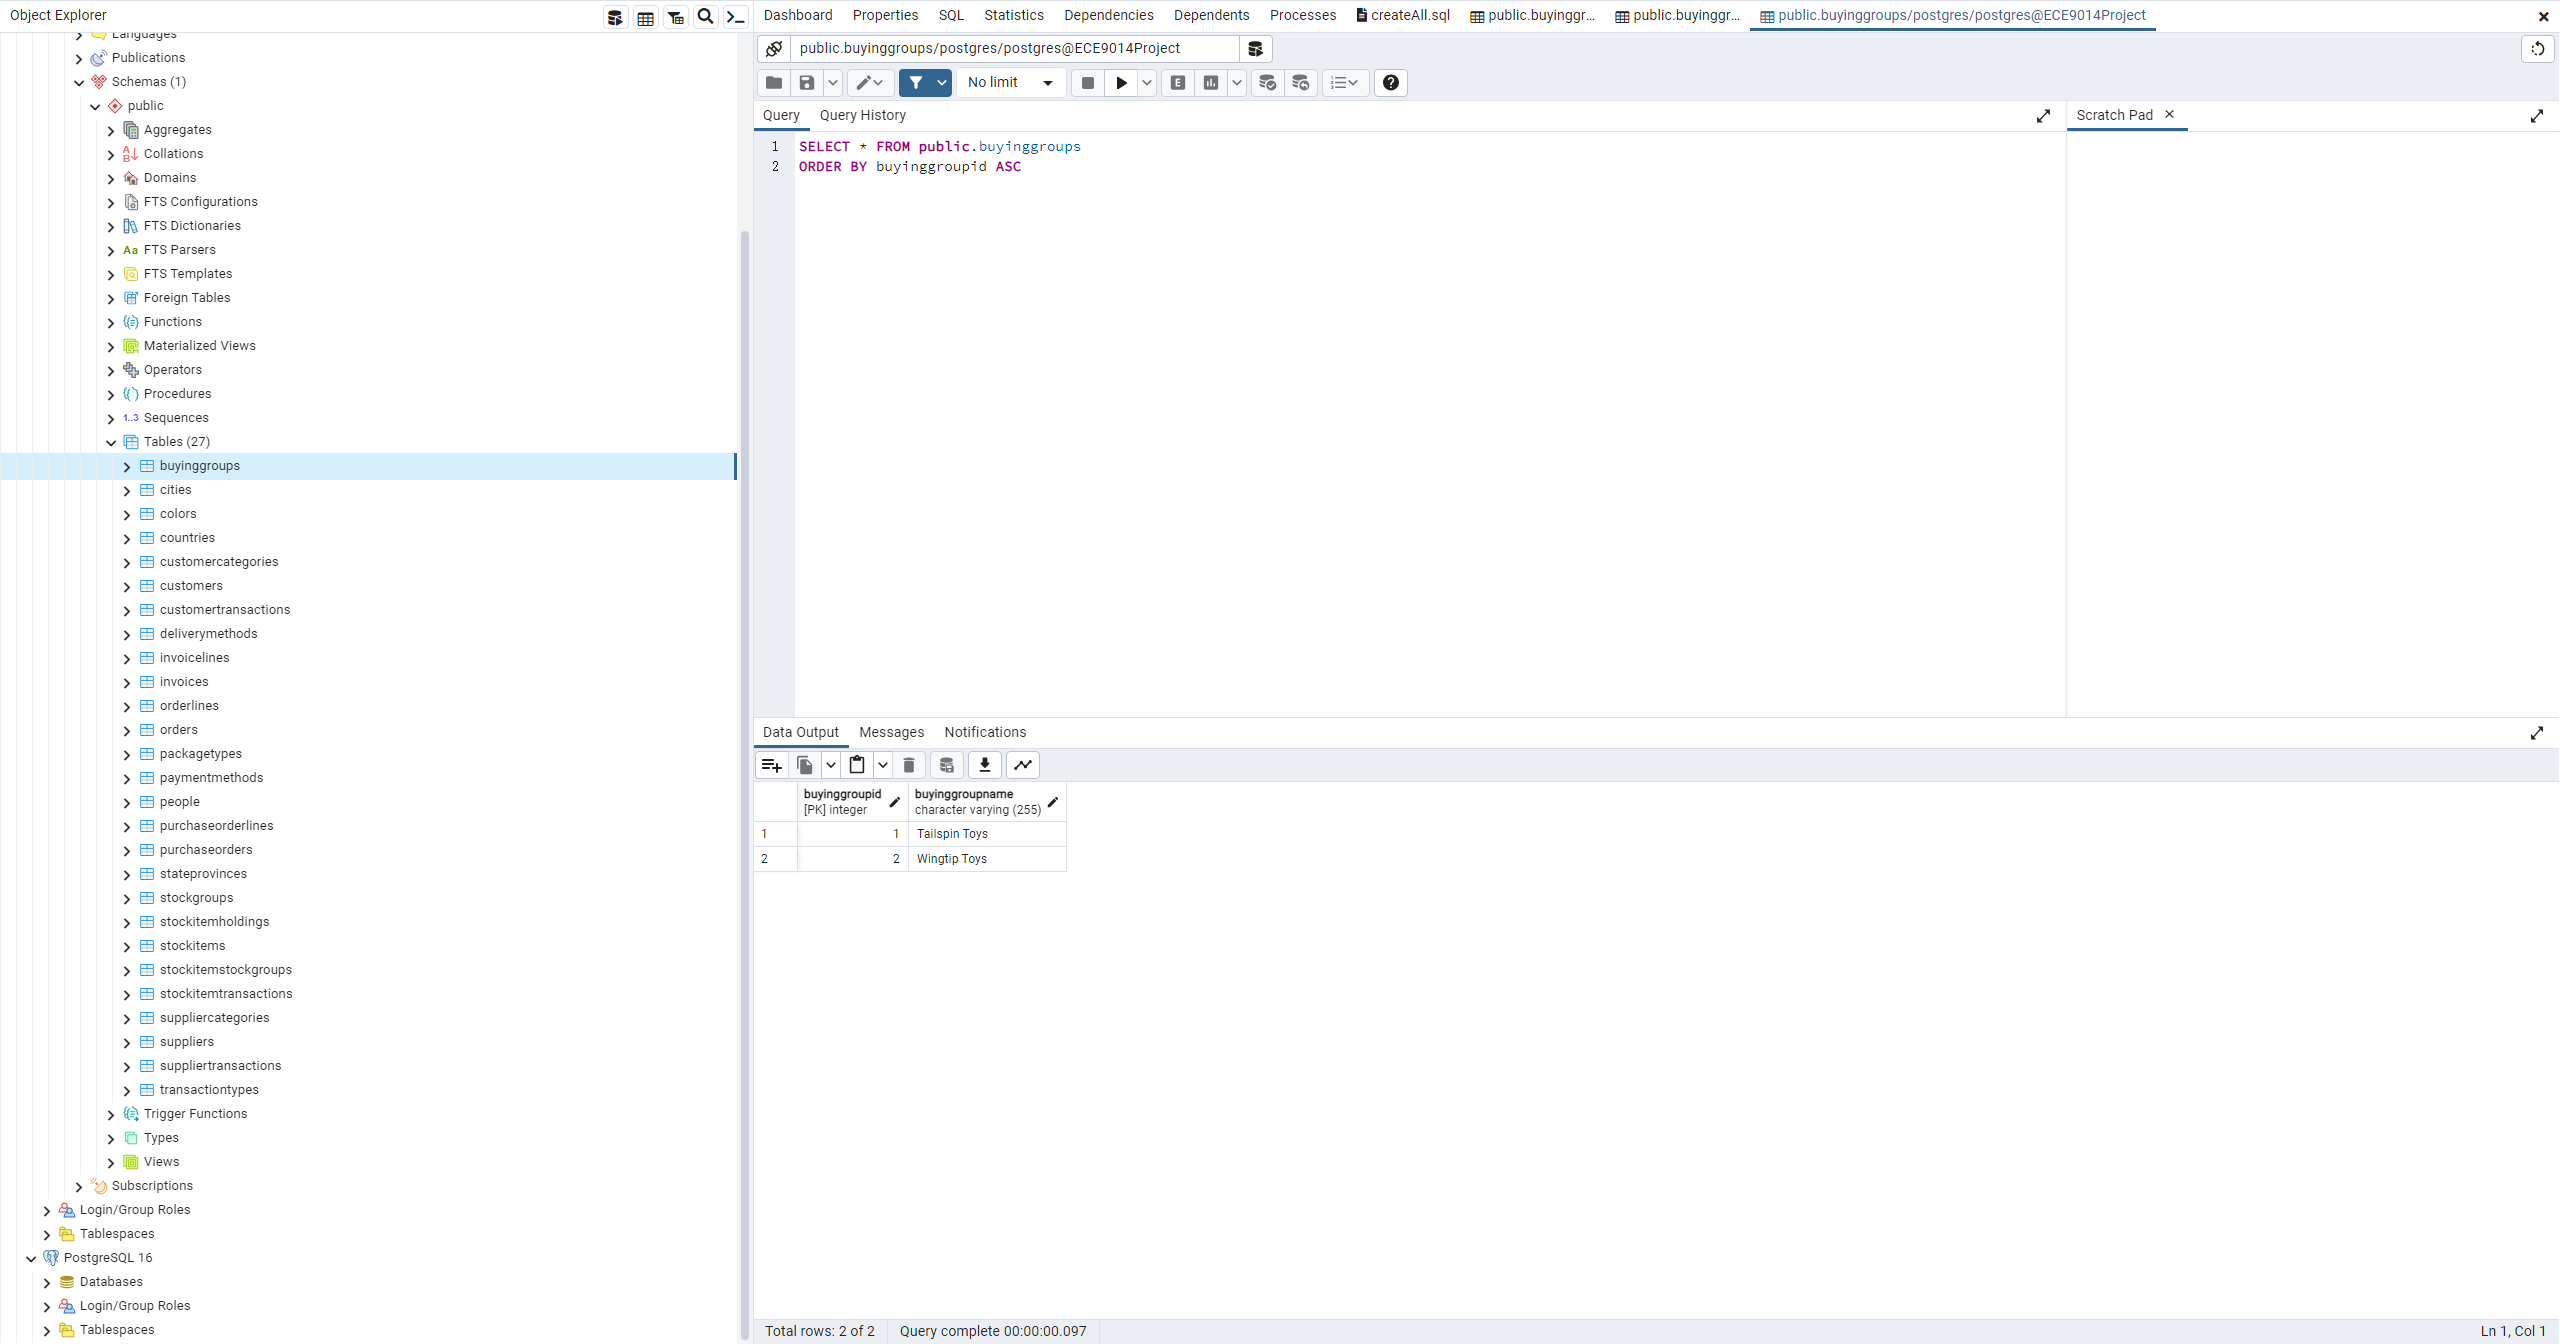 Object Explorer
Languages
Publications
Schemas (1)
public
Aggregates
Collations
Domains
FTS Configurations
FTS Dictionaries
Aa FTS Parsers
FTS Templates
Foreign Tables
Functions
Materialized Views
Operators
Procedures
1..3 Sequences
Tables (27)
buyinggroups
cities
colors
countries
customercategories
customers
customertransactions
deliverymethods
invoicelines
invoices
orderlines
orders
packagetypes
paymentmethods
people
purchaseorderlines
purchaseorders
stateprovinces
stockgroups
stockitemholdings
stockitems
stockitemstockgroups
stockitemtransactions
suppliercategories
suppliers
suppliertransactions
transactiontypes
Trigger Functions
Types
Views
Subscriptions
Login/Group Roles
Tablespaces
PostgreSQL 16
Databases
Login/Group Roles
Tablespaces
Dashboard Properties SQL Statistics Dependencies Dependents Processes createAll.sql public.buyinggr... public.buyinggr... public.buyinggroups/postgres/postgres@ECE9014Project
public.buyinggroups/postgres/postgres@ECE9014Project
No limit
E
Query Query History
Scratch Pad
1 SELECT * FROM public.buyinggroups
2 ORDER BY buyinggroupid ASC
Data Output Messages Notifications
buyinggroupid buyinggroupname
[PK] integer character varying (255)
1 1 Tailspin Toys
2 2 Wingtip Toys
Total rows: 2 of 2 Query complete 00:00:00.097 Ln 1, Col 1